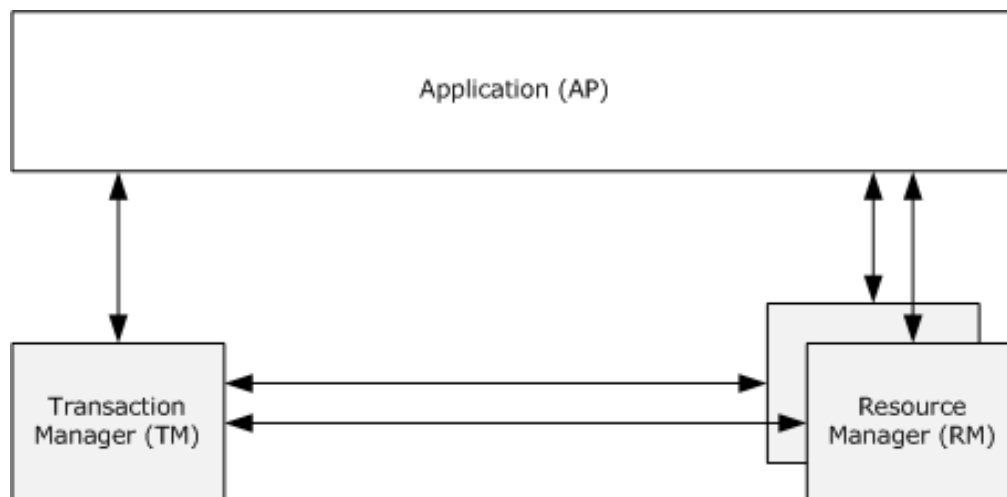 Application (AP)
Transaction
Manager (TM)
Resource
Manager (RM)